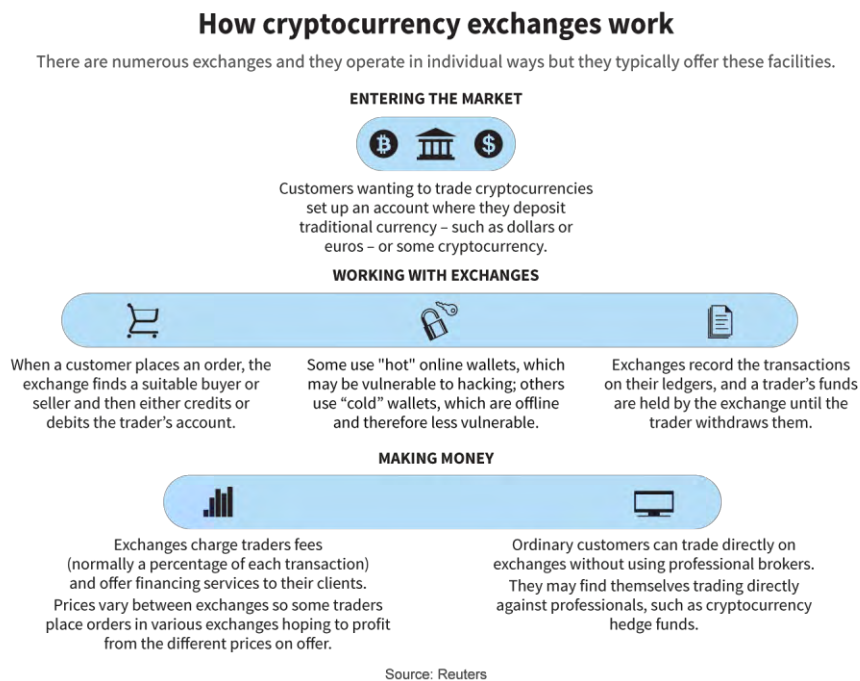 How cryptocurrency exchanges work
There are numerous exchanges and they operate in individual ways but they typically offer these facilities.
ENTERING THE MARKET
Customers wanting to trade cryptocurrencies
set up an account where they deposit
traditional currency – such as dollars or
euros – or some cryptocurrency.
WORKING WITH EXCHANGES
When a customer places an order, the
exchange finds a suitable buyer or
seller and then either credits or
debits the trader’s account.
Some use "hot" online wallets, which
may be vulnerable to hacking; others
use “cold” wallets, which are offline
and therefore less vulnerable.
Exchanges record the transactions
on their ledgers, and a trader’s funds
are held by the exchange until the
trader withdraws them.
MAKING MONEY
Exchanges charge traders fees
(normally a percentage of each transaction)
and offer financing services to their clients.
Prices vary between exchanges so some traders
place orders in various exchanges hoping to profit
from the different prices on offer.
Ordinary customers can trade directly on
exchanges without using professional brokers.
They may find themselves trading directly
against professionals, such as cryptocurrency
hedge funds.
Source: Reuters